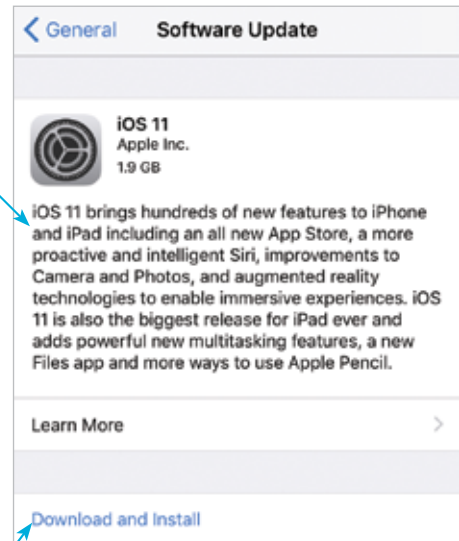 General Software Update
iOS 11
Apple Inc.
1.9 GB
iOS 11 brings hundreds of new features to iPhone
and iPad including an all new App Store, a more
proactive and intelligent Siri, improvements to
Camera and Photos, and augmented reality
technologies to enable immersive experiences. iOS
11 is also the biggest release for iPad ever and
adds powerful new multitasking features, a new
Files app and more ways to use Apple Pencil.
Learn More
Download and Install